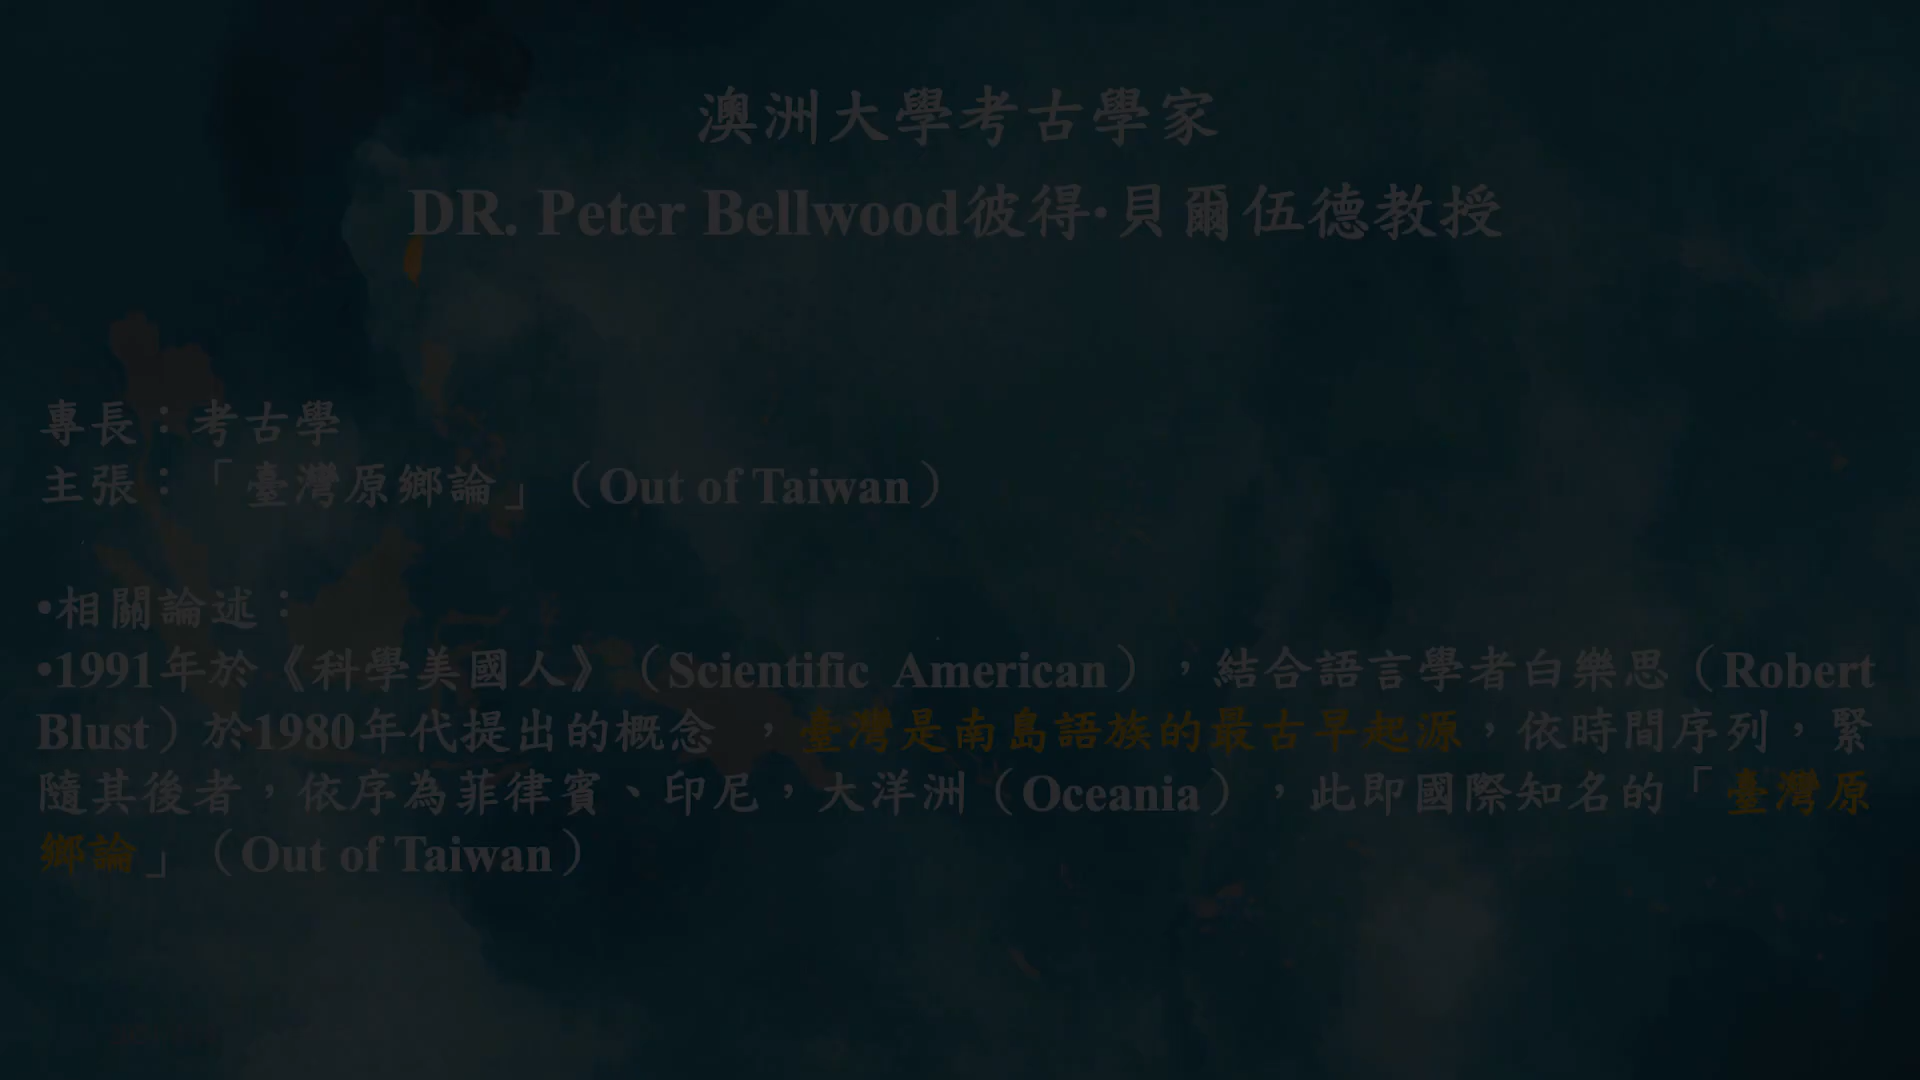 澳洲大學考古學家
DR. Peter Bellwood彼得•貝爾伍德教授
專長：考古學
主張：「臺灣原鄉論」（Out of Taiwan）
•相關論述：
•1991年於《科學美國人》（Scientific American），結合語言學者白樂思（Robert
Blust）於1980年代提出的概念 ，臺灣是南島語族的最古早起源，依時間序列，緊
隨其後者，依序為菲律賓、印尼，大洋洲（Oceania），此即國際知名的「臺灣原
鄉論」（Out of Taiwan）